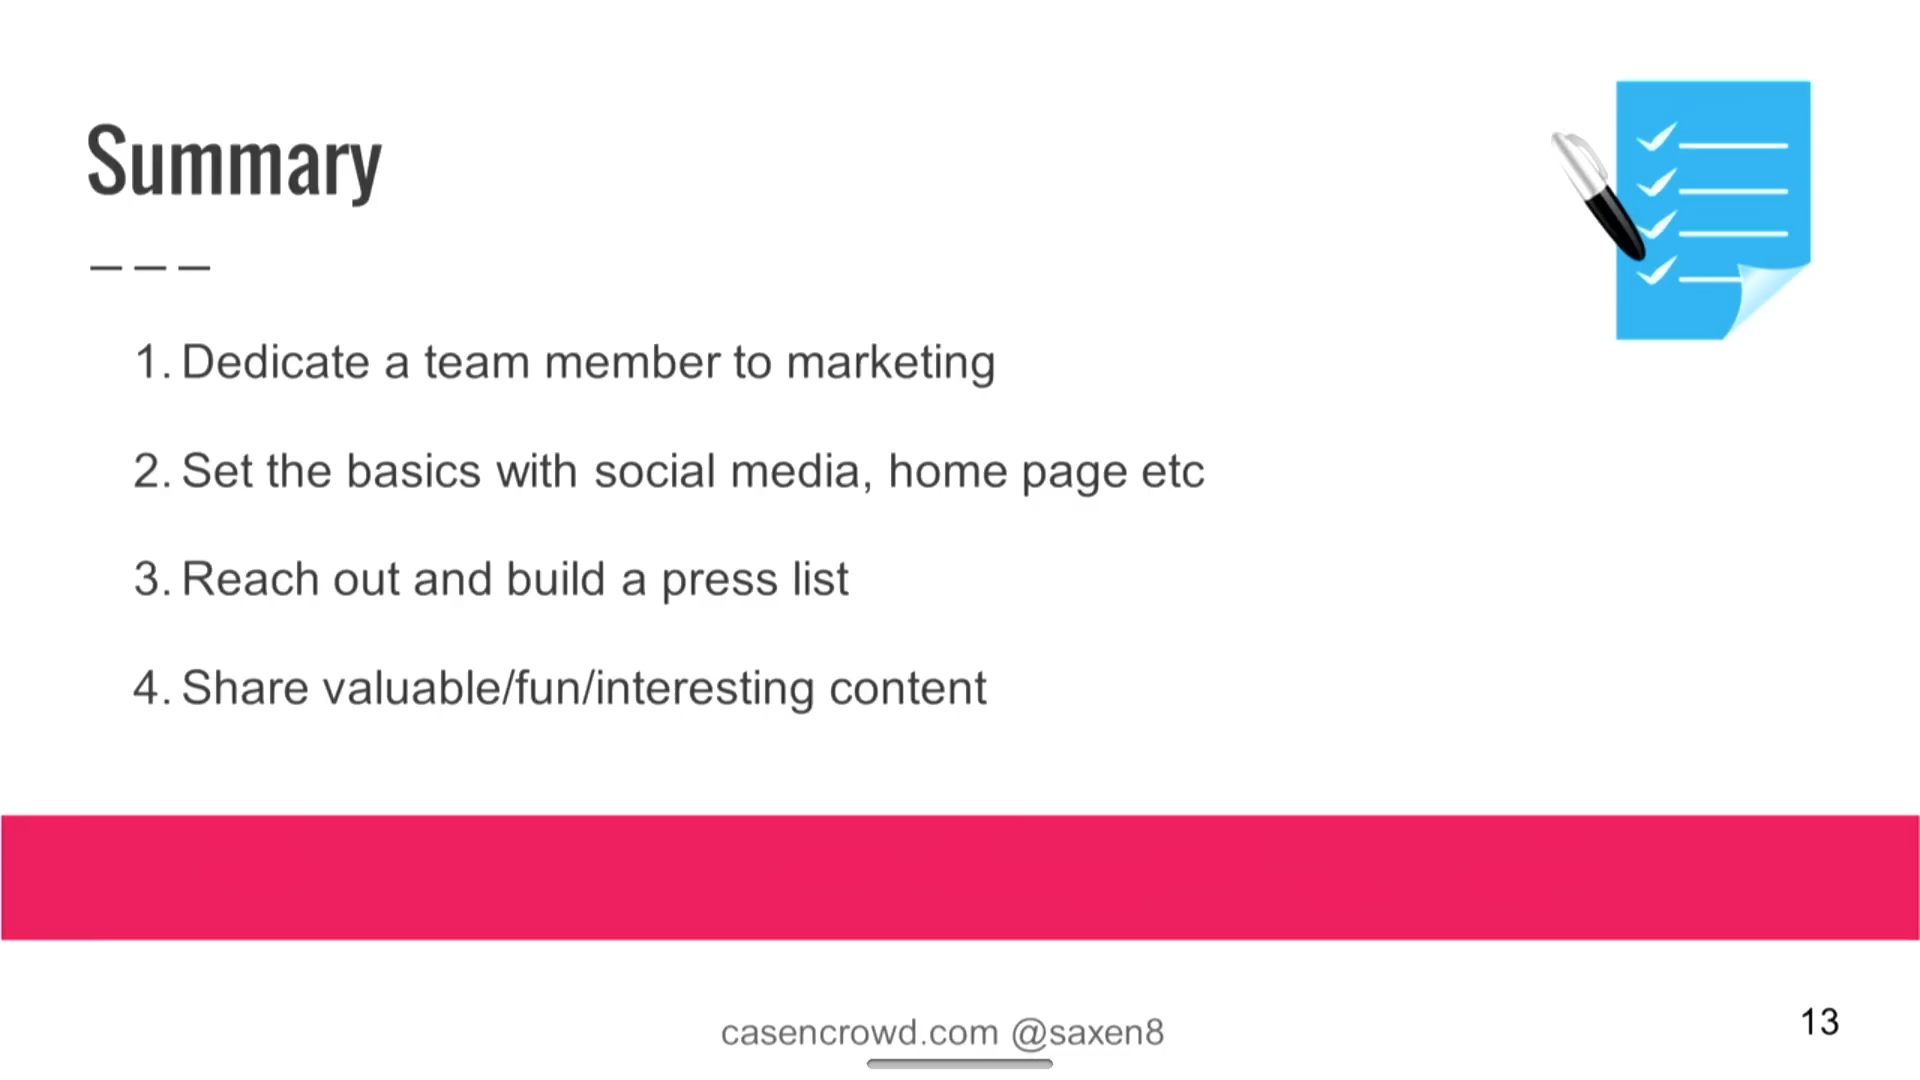 Summary
1. Dedicate a team member to marketing
2. Set the basics with social media, home page etc
3. Reach out and build a press list
4. Share valuable/fun/interesting content
casencrowd.com @saxen8
13